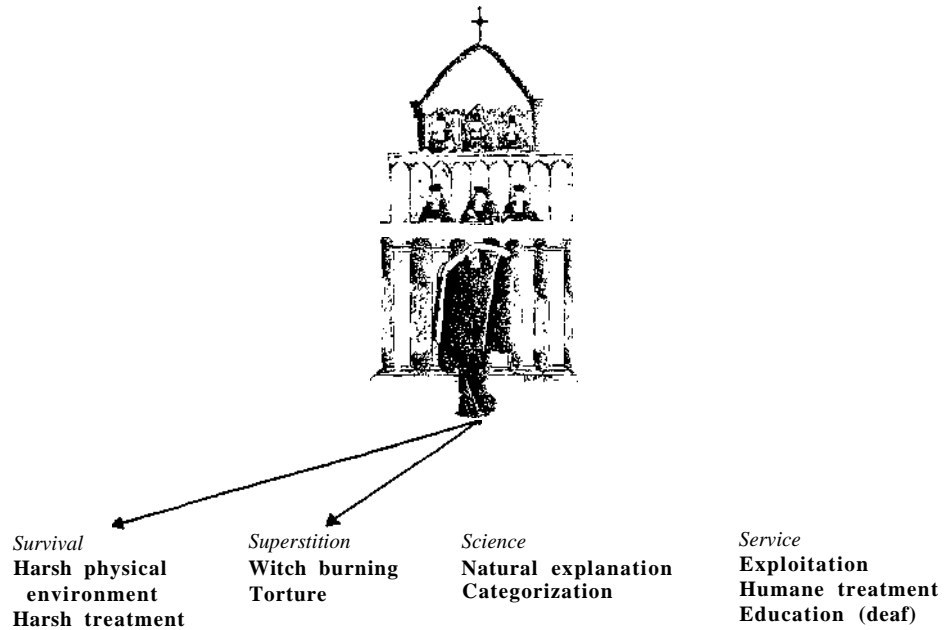 Survival
Harsh physical
environment
Harsh treatment
Superstition
Witch burning
Torture
Science
Natural explanation
Categorization
Service
Exploitation
Humane treatment
Education (deaf)